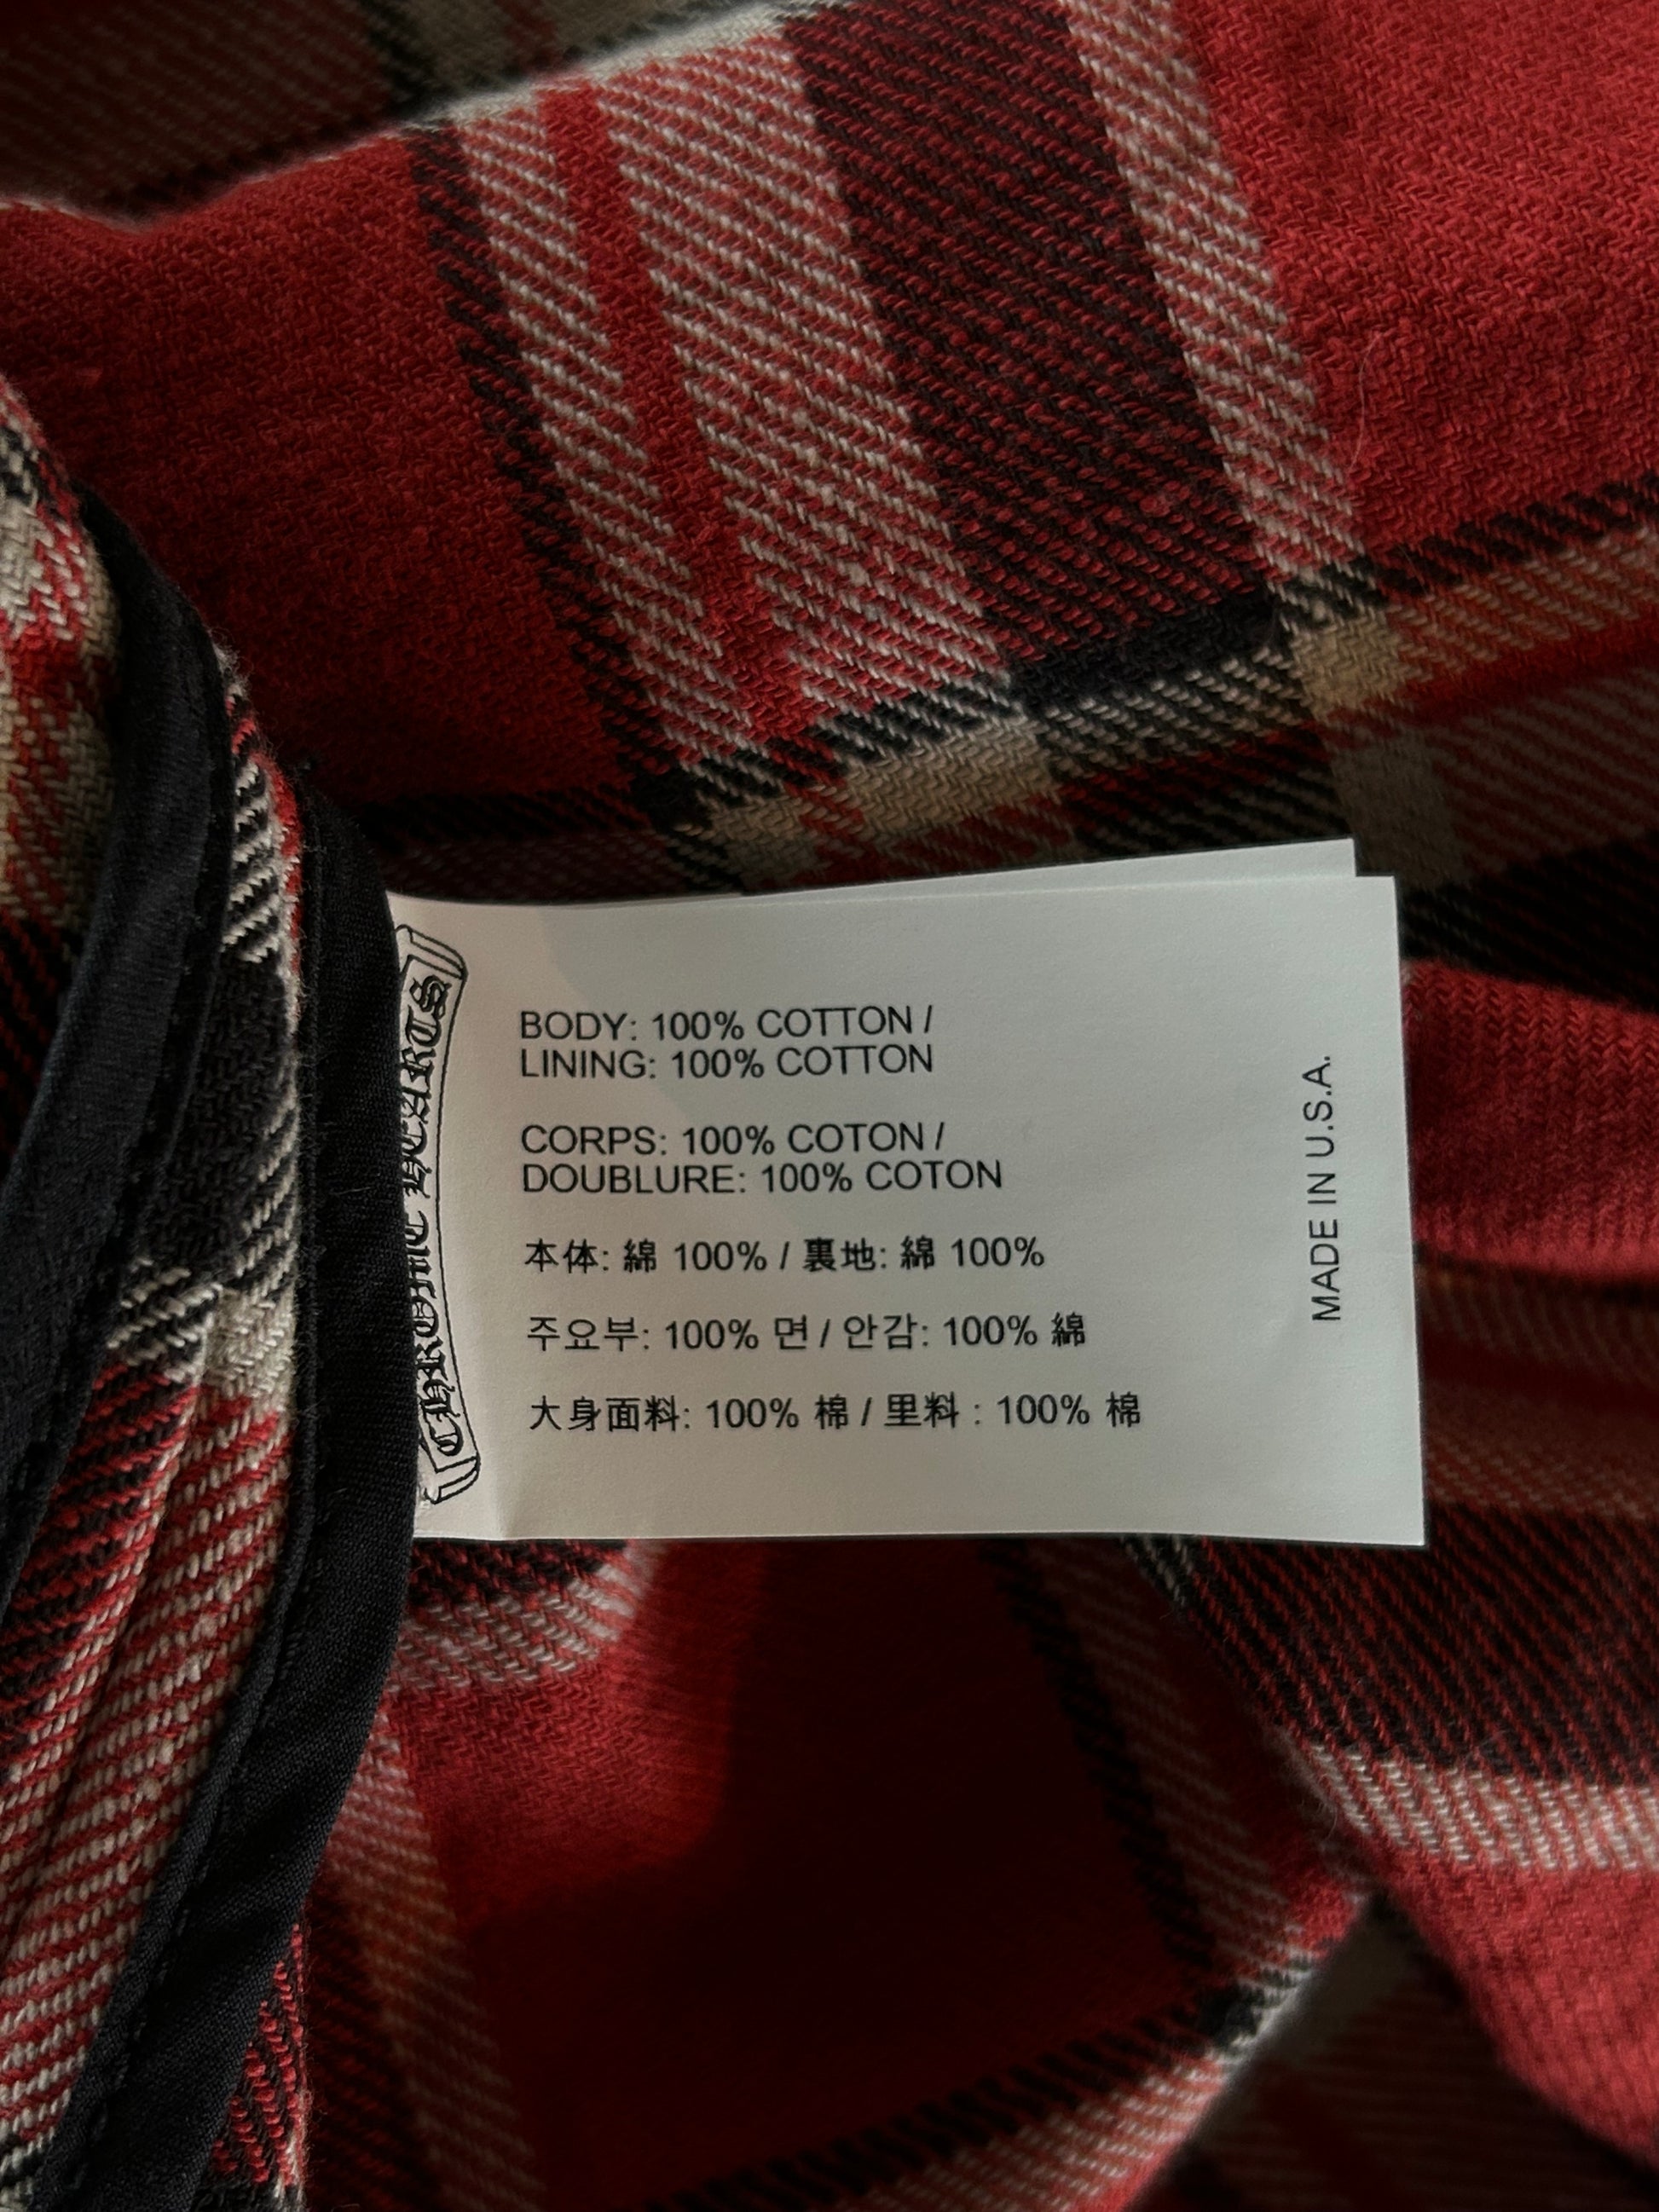 CHROME HEARTS
BODY: 100% COTTON /
LINING: 100% COTTON
CORPS: 100% COTON /
DOUBLURE: 100% COTON
本体: 綿 100% / 裏地: 綿 100%
주요부: 100% 면 / 안감: 100% 綿
大身面料: 100% 棉 / 里料 : 100% 棉
MADE IN U.S.A.